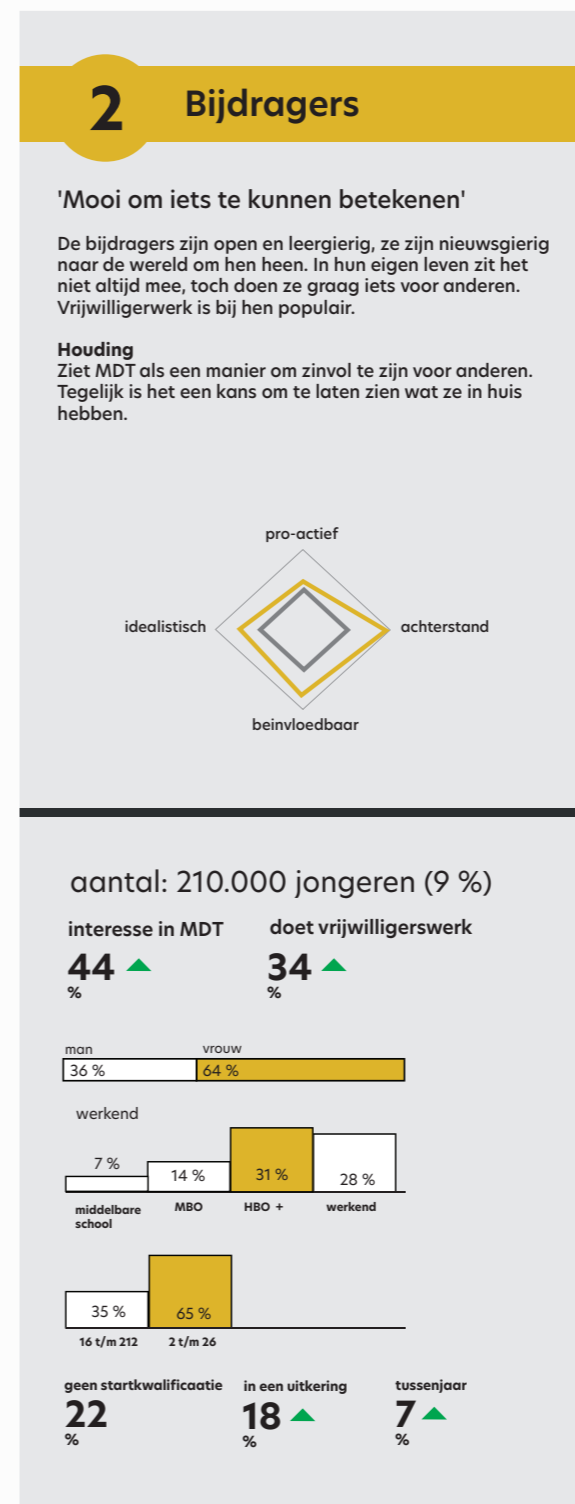 2 Bijdragers
'Mooi om iets te kunnen betekenen'
De bijdragers zijn open en leergierig, ze zijn nieuwsgierig
naar de wereld om hen heen. In hun eigen leven zit het
niet altijd mee, toch doen ze graag iets voor anderen.
Vrijwilligerwerk is bij hen populair.
Houding
Ziet MDT als een manier om zinvol te zijn voor anderen.
Tegelijk is het een kans om te laten zien wat ze in huis
hebben.
pro-actief
idealistisch
achterstand
beinvloedbaar
aantal: 210.000 jongeren (9 %)
interesse in MDT
44
%
doet vrijwilligerswerk
34
%
man vrouw
36 % 64 %
werkend
7 % 14 % 31 % 28 %
middelbare
school
MBO
HBO +
werkend
35 % 65 %
16 t/m 212 2 t/m 26
geen startkwalificaatie
22
%
in een uitkering
18
%
tussenjaar
7
%